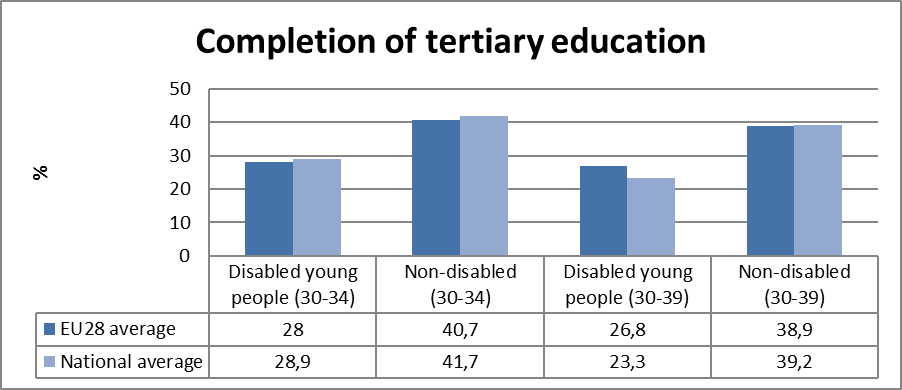 Completion of tertiary education
%
50
40
30
20
10
0
Disabled young people (30-34) Non-disabled (30-34) Disabled young people (30-39) Non-disabled (30-39)
EU28 average 28 40,7 26,8 38,9
National average 28,9 41,7 23,3 39,2